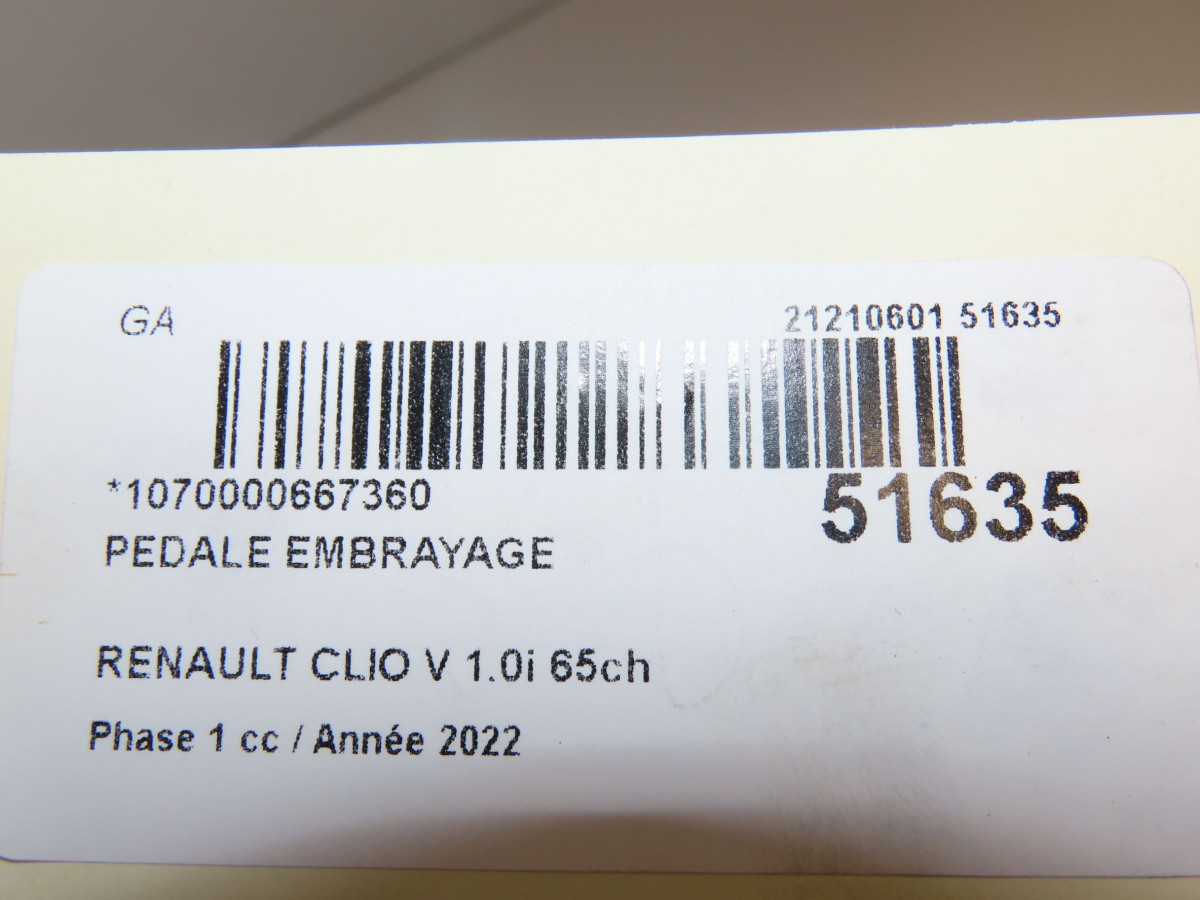 GA
21210601 51635
*1070000667360
51635
PEDALE EMBRAYAGE
RENAULT CLIO V 1.0i 65ch
Phase 1 cc / Année 2022